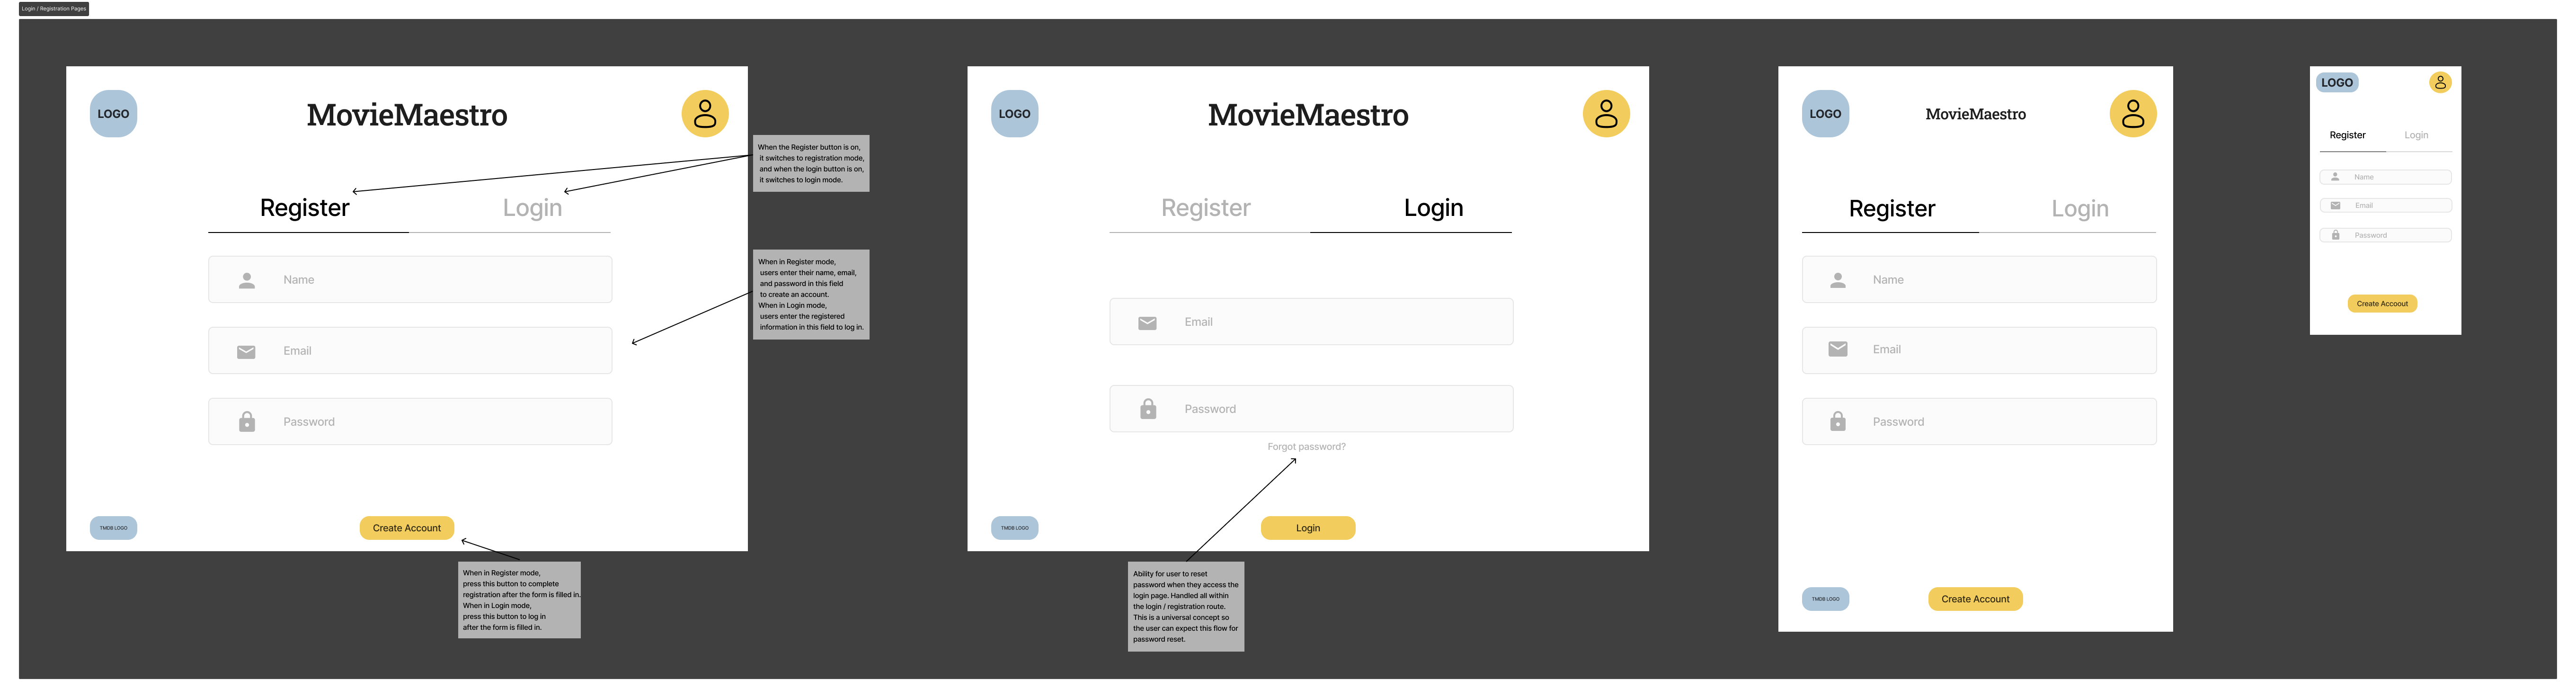 Login / Registration Pages
LOGO
MovieMaestro
Register
Login
Name
Email
Password
TMDB LOGO
Create Account
When the Register button is on,
it switches to registration mode,
and when the login button is on,
it switches to login mode.
When in Register mode,
users enter their name, email,
and password in this field
to create an account.
When in Login mode,
users enter the registered
information in this field to log in.
When in Register mode,
press this button to complete
registration after the form is filled in.
When in Login mode,
press this button to log in
after the form is filled in.
LOGO
MovieMaestro
Register
Login
Email
Password
Forgot password?
TMDB LOGO
Login
Ability for user to reset
password when they access the
login page. Handled all within
the login / registration route.
This is a universal concept so
the user can expect this flow for
password reset.
LOGO
MovieMaestro
Register
Login
Name
Email
Password
TMDB LOGO
Create Account
LOGO
Register
Login
Name
Email
Password
Create Accoout